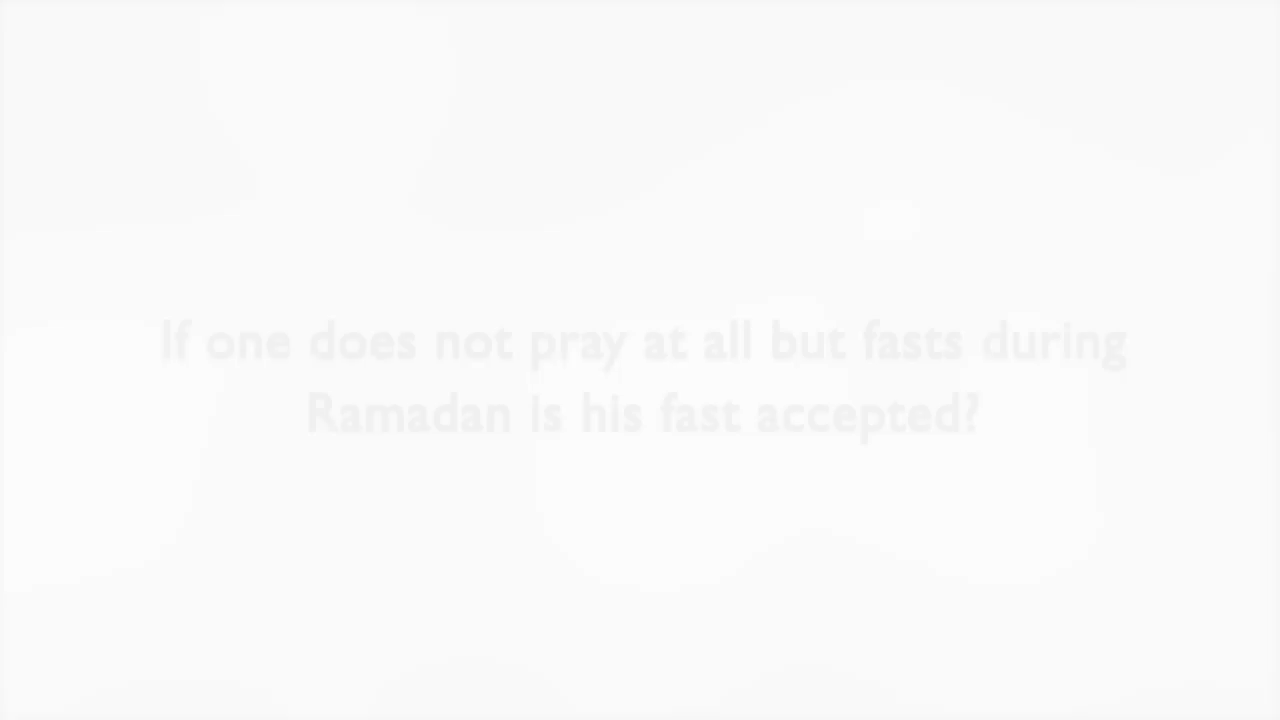 If one does not pray at all but fasts during
Ramadan is his fast accepted?